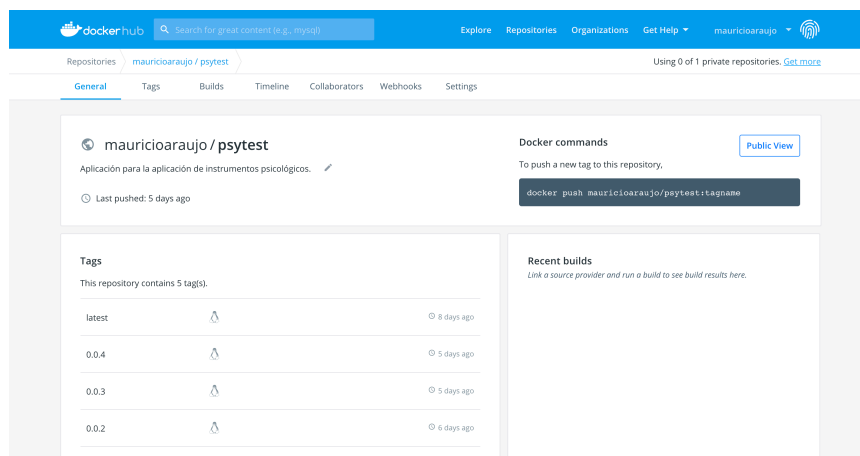 dockerhub
Search for great content (e.g., mysql)
Explore Repositories Organizations Get Help mauricioaraujo
Repositories mauricioaraujo / psytest Using 0 of 1 private repositories. Get more
General Tags Builds Timeline Collaborators Webhooks Settings
mauricioaraujo / psytest
Aplicación para la aplicación de instrumentos psicológicos.
Last pushed: 5 days ago
Docker commands
Public View
To push a new tag to this repository,
docker push mauricioaraujo/psytest:tagname
Tags
This repository contains 5 tag(s).
latest 8 days ago
0.0.4 5 days ago
0.0.3 5 days ago
0.0.2 6 days ago
Recent builds
Link a source provider and run a build to see build results here.